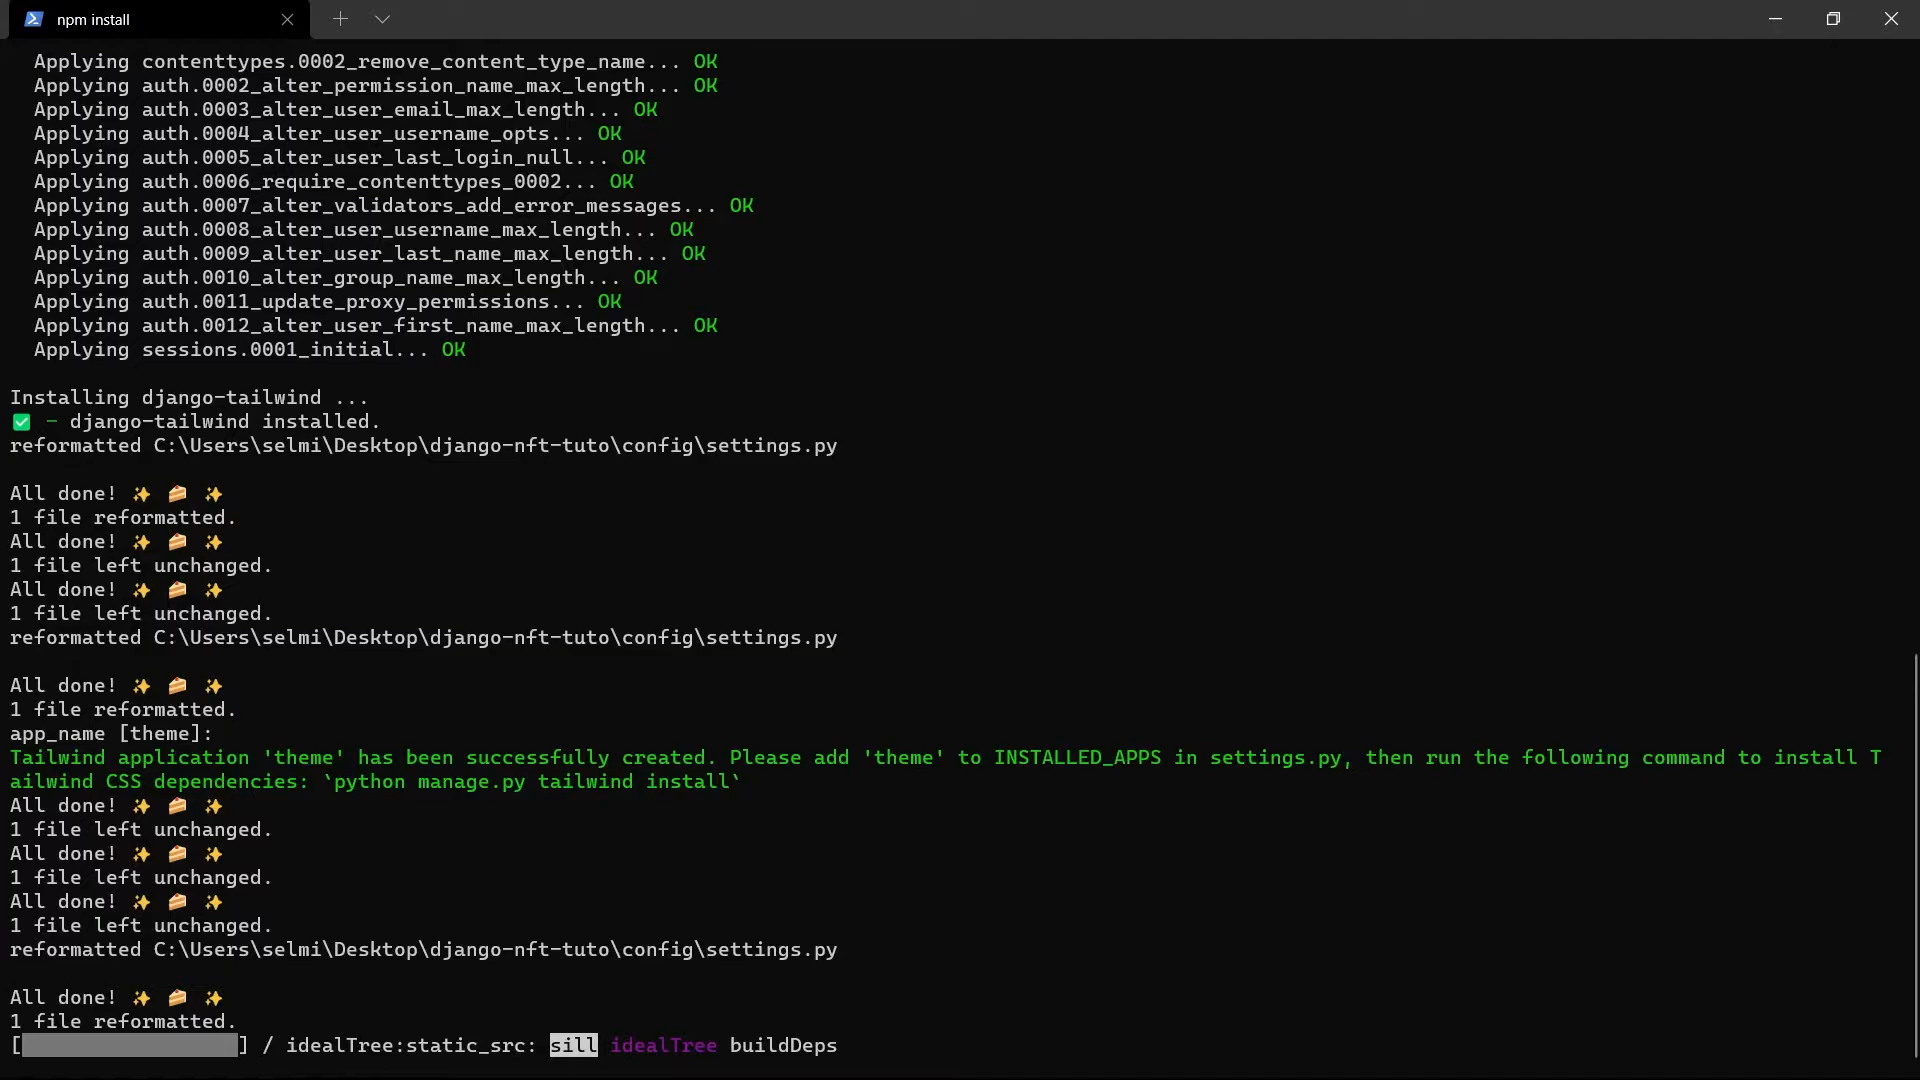 npm install
Applying contenttypes.0002_remove_content_type_name... OK
Applying auth.0002_alter_permission_name_max_length... OK
Applying auth.0003_alter_user_email_max_length... OK
Applying auth.0004_alter_user_username_opts... OK
Applying auth.0005_alter_user_last_login_null... OK
Applying auth.0006_require_contenttypes_0002... OK
Applying auth.0007_alter_validators_add_error_messages... OK
Applying auth.0008_alter_user_username_max_length... OK
Applying auth.0009_alter_user_last_name_max_length... OK
Applying auth.0010_alter_group_name_max_length... OK
Applying auth.0011_update_proxy_permissions... OK
Applying auth.0012_alter_user_first_name_max_length... OK
Applying sessions.0001_initial... OK
Installing django-tailwind ...
✅ - django-tailwind installed.
reformatted C:\Users\selmi\Desktop\django-nft-tuto\config\settings.py
All done! ✨ 🍰 ✨
1 file reformatted.
All done! ✨ 🍰 ✨
1 file left unchanged.
All done! ✨ 🍰 ✨
1 file left unchanged.
reformatted C:\Users\selmi\Desktop\django-nft-tuto\config\settings.py
All done! ✨ 🍰 ✨
1 file reformatted.
app_name [theme]:
Tailwind application 'theme' has been successfully created. Please add 'theme' to INSTALLED_APPS in settings.py, then run the following command to install T
ailwind CSS dependencies: `python manage.py tailwind install`
All done! ✨ 🍰 ✨
1 file left unchanged.
All done! ✨ 🍰 ✨
1 file left unchanged.
All done! ✨ 🍰 ✨
1 file left unchanged.
reformatted C:\Users\selmi\Desktop\django-nft-tuto\config\settings.py
All done! ✨ 🍰 ✨
1 file reformatted.
[                  ] / idealTree:static_src: sill idealTree buildDeps